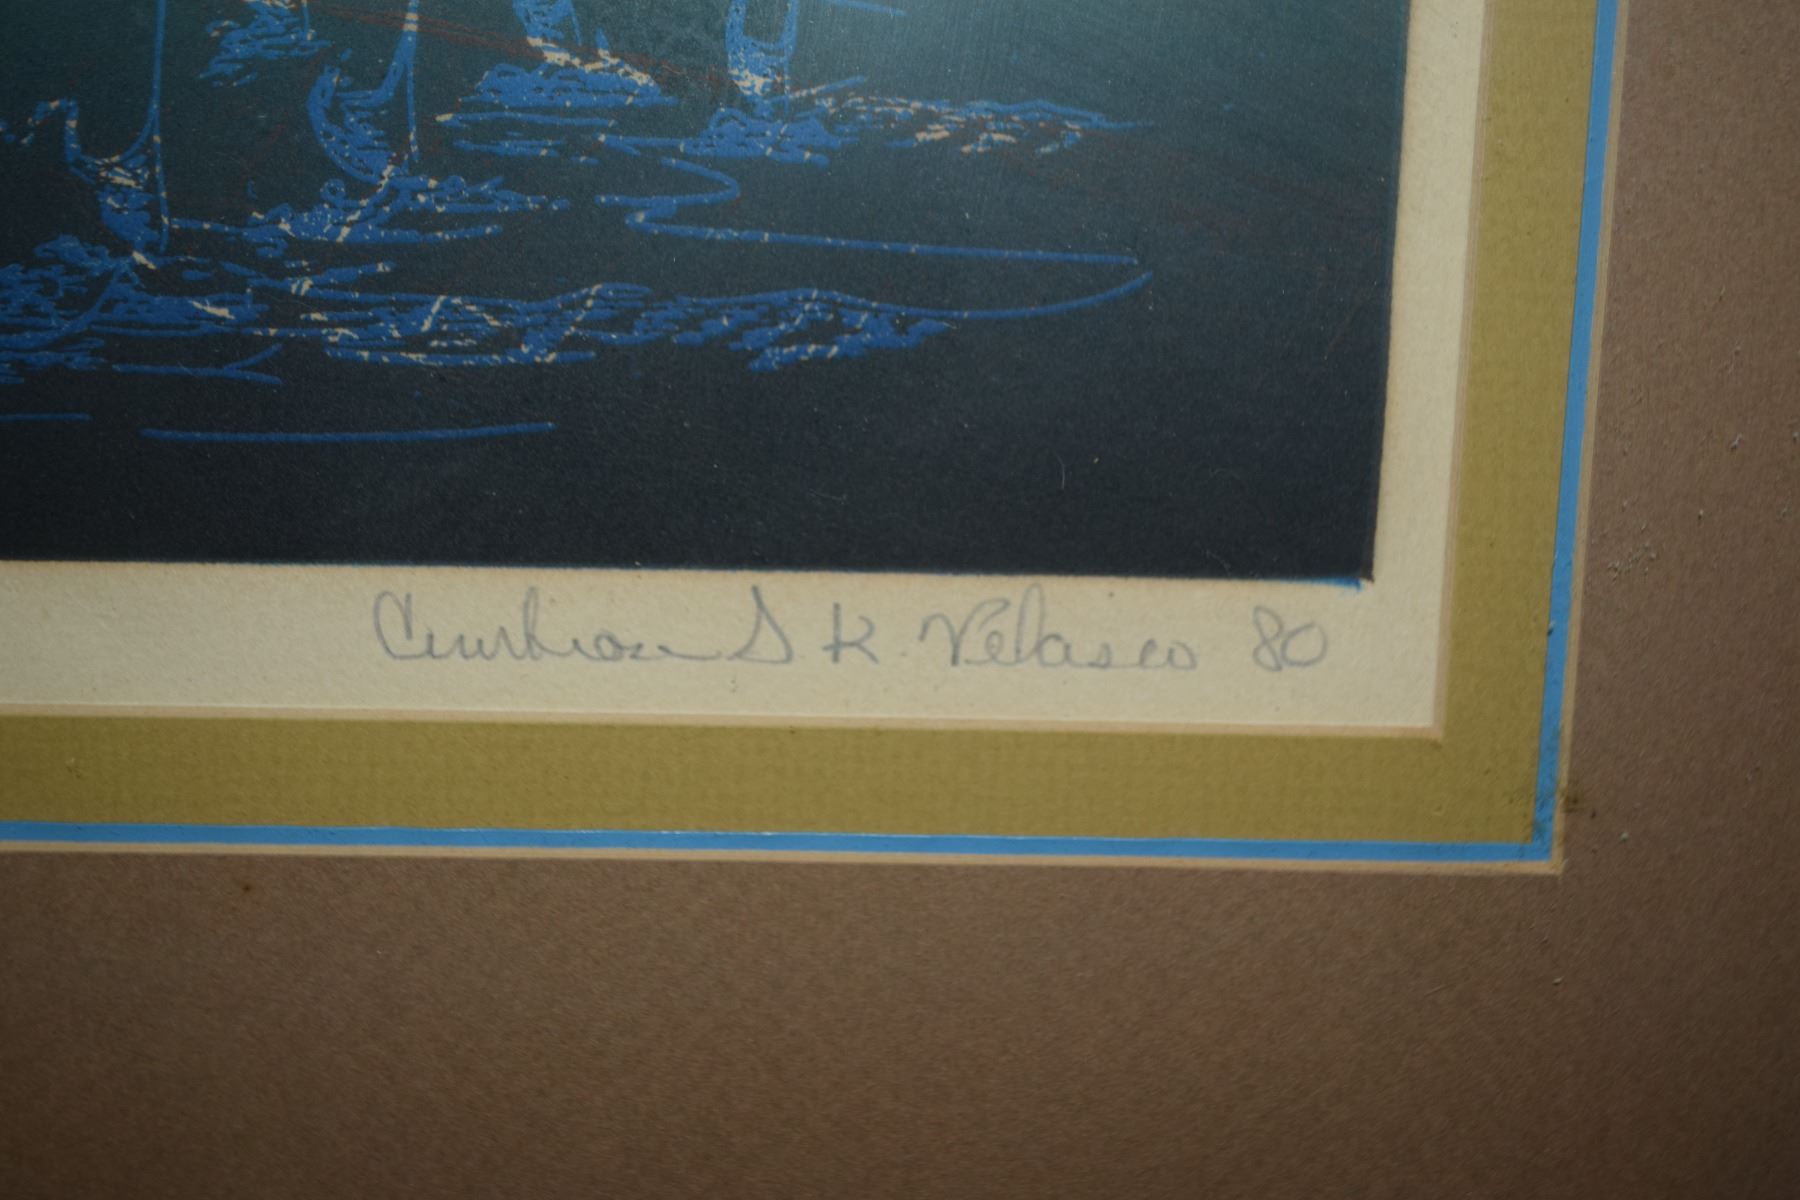 S. K. Velasco 80